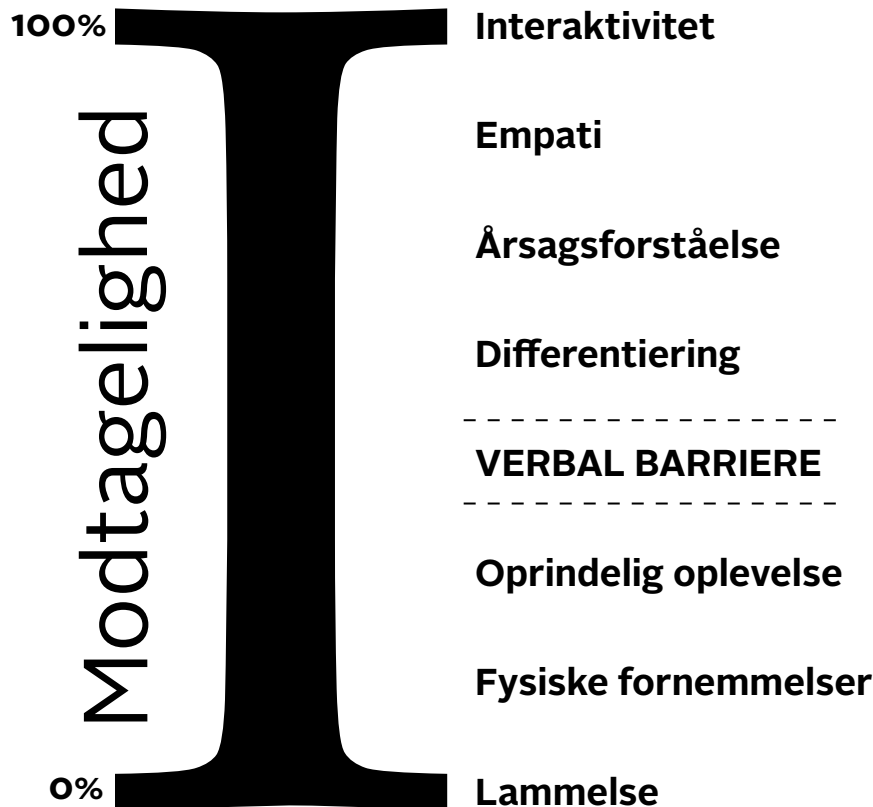 100%
Interaktivitet
Empati
Årsagsforståelse
Differentiering
VERBAL BARRIERE
Oprindelig oplevelse
Fysiske fornemmelser
0%
Lammelse
Modtagelighed